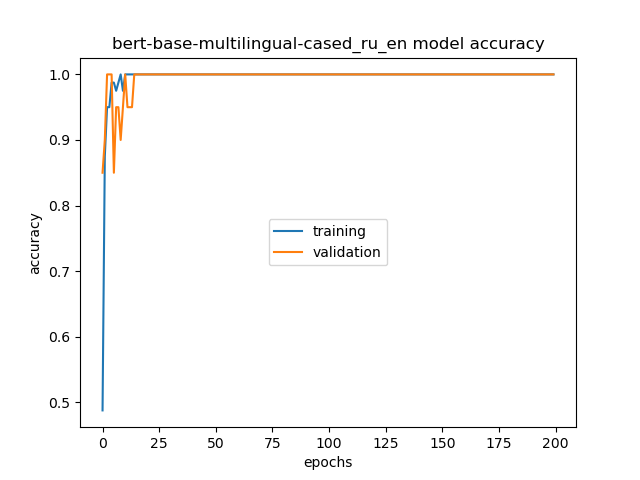 bert-base-multilingual-cased_ru_en model accuracy
accuracy
1.0
0.9
0.8
0.7
0.6
0.5
training
validation
0 25 50 75 100 125 150 175 200
epochs